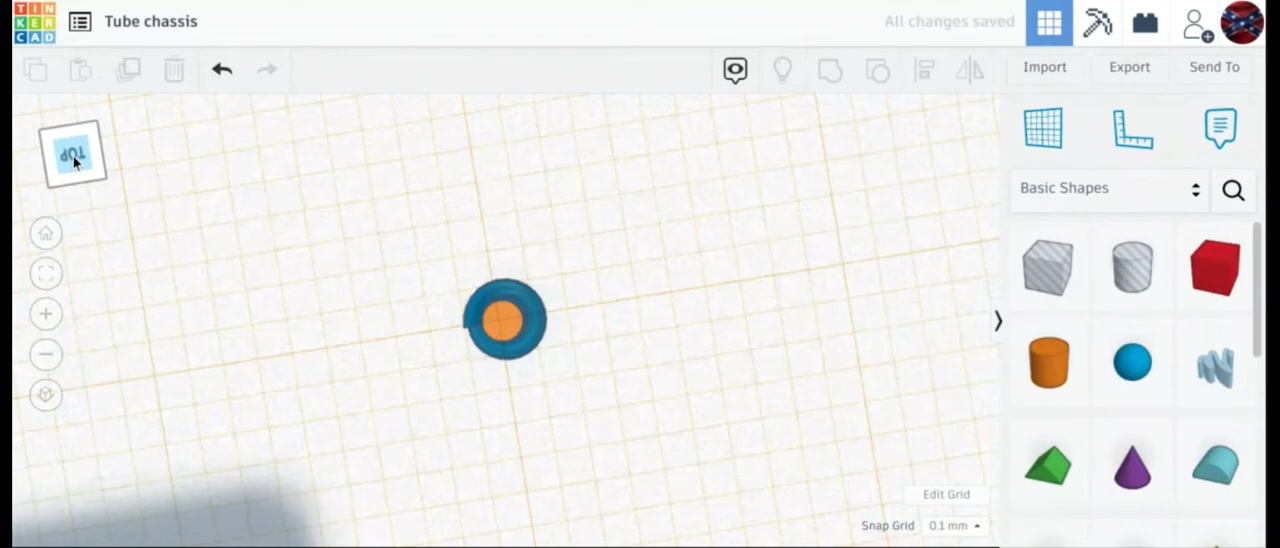 TIN
KER
CAD
Tube chassis
All changes saved
Import
Export
Send To
TOP
Basic Shapes
Edit Grid
Snap Grid
0.1 mm